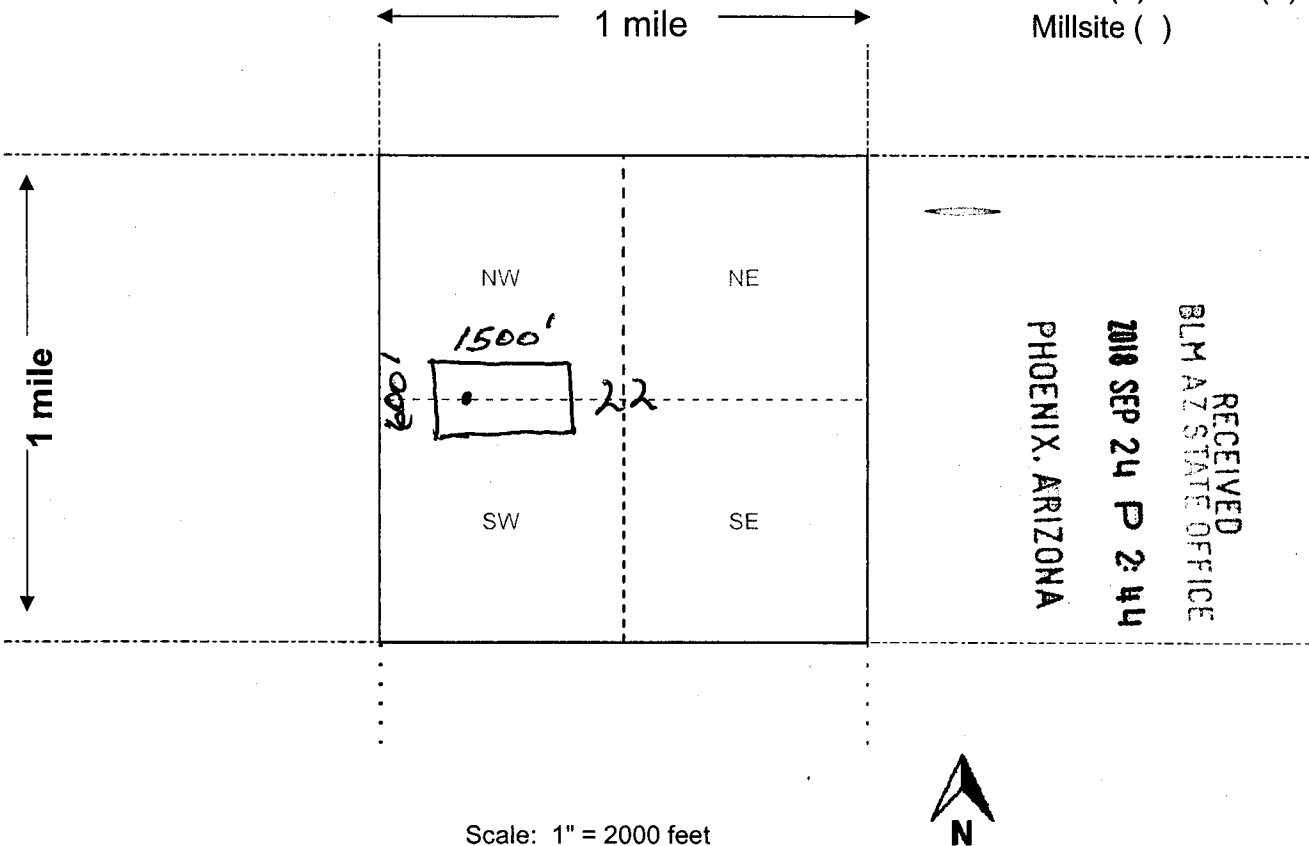 1 mile
Millsite ( )
1 mile
NW
NE
1500'
600'
22
SW
SE
RECEIVED
BLM AZ STATE OFFICE
2018 SEP 24 P 2:44
PHOENIX, ARIZONA
N
Scale: 1" = 2000 feet